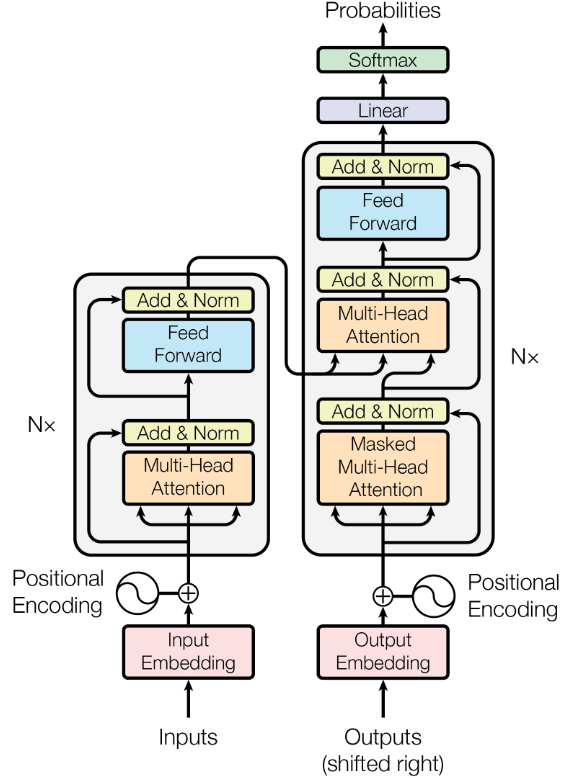 Probabilities
Softmax
Linear
Add & Norm
Feed
Forward
Add & Norm
Multi-Head
Attention
Add & Norm
Masked
Multi-Head
Attention
N×
Add & Norm
Feed
Forward
Add & Norm
Multi-Head
Attention
N×
Positional
Encoding
Positional
Encoding
Input
Embedding
Output
Embedding
Inputs
Outputs
(shifted right)